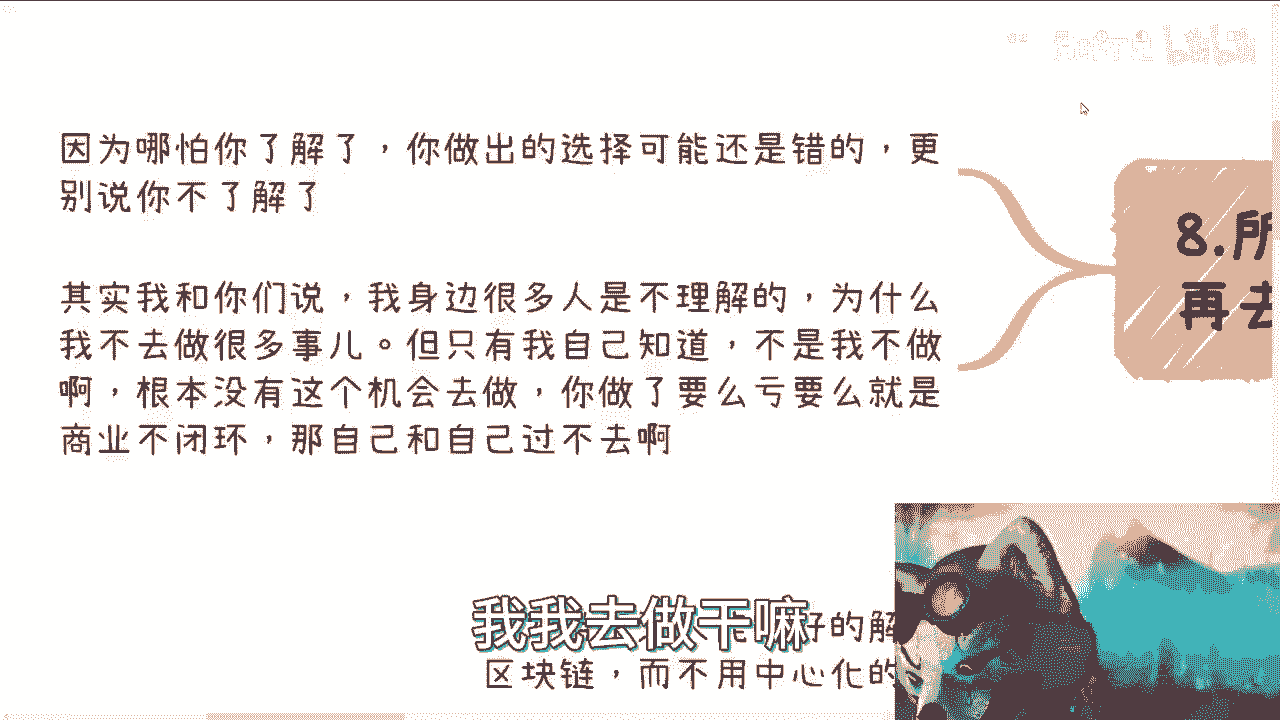 因为哪怕你了解了，你做出的选择可能还是错的，更
别说你不了解了
其实我和你们说，我身边很多人是不理解的，为什么
我不去做很多事儿。但只有我自己知道，不是我不做
啊，根本没有这个机会去做，你做了要么亏要么就是
商业不闭环，那自己和自己过不去啊
8.所
再去
好的解
区块链，而不用中心化的
我我去做干嘛